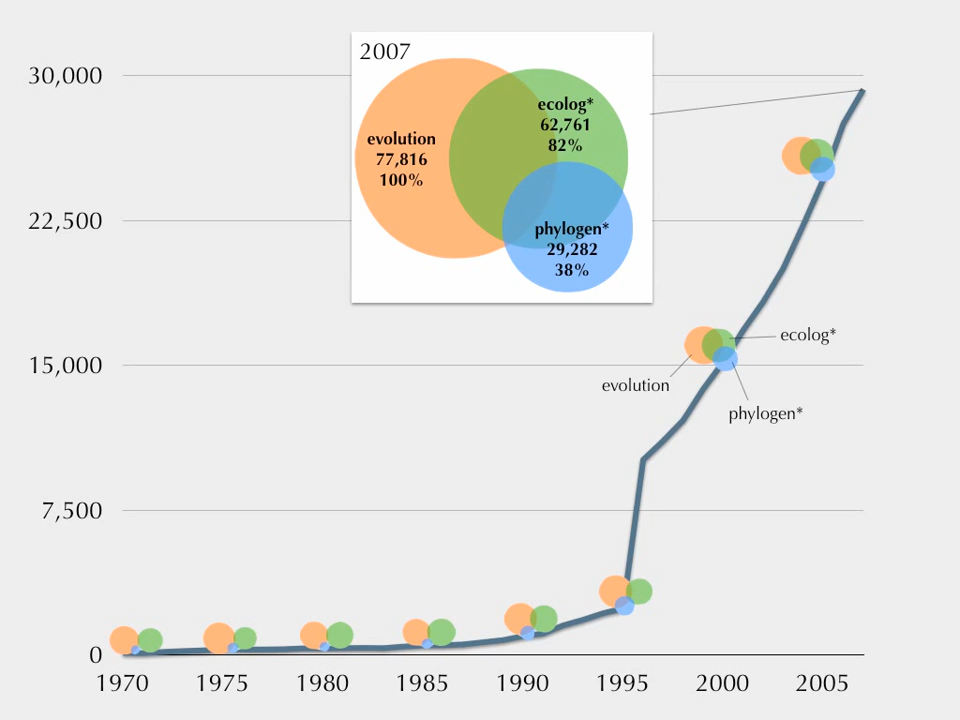 2007
30,000
ecolog*
62,761
82%
evolution
77,816
100%
22,500
phylogen*
29,282
38%
ecolog*
15,000
evolution
phylogen*
7,500
0
1970 1975 1980 1985 1990 1995 2000 2005